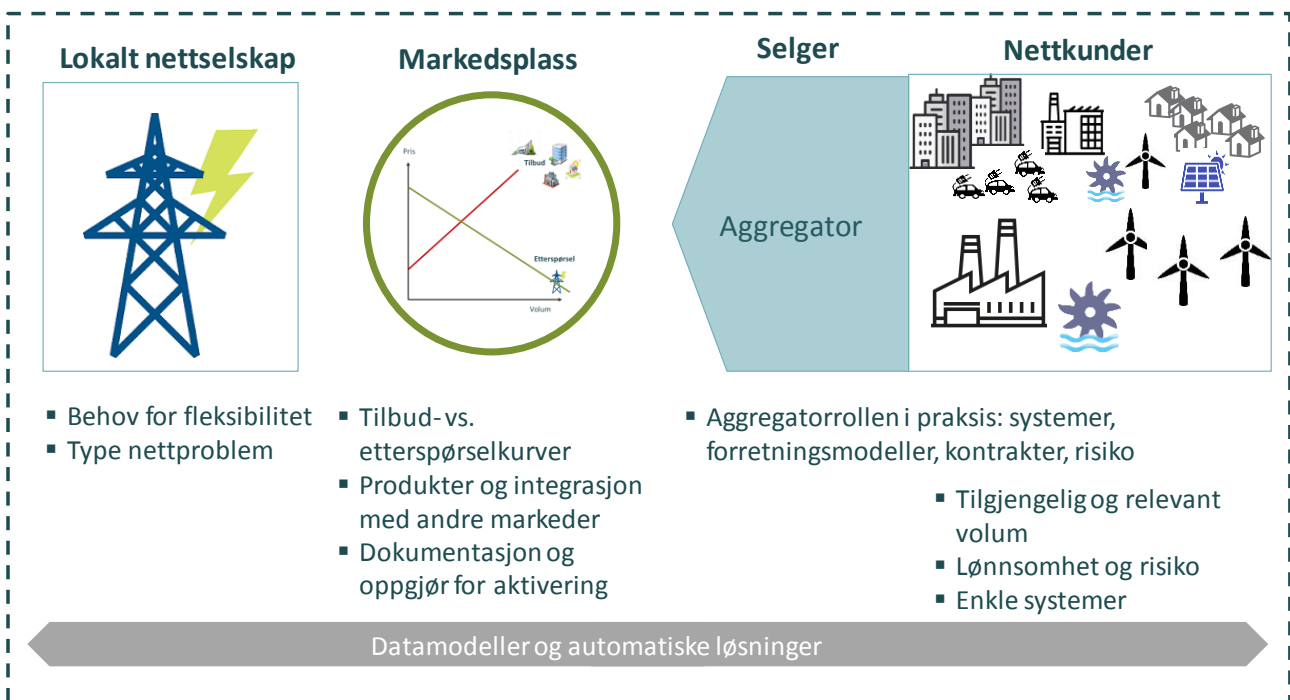 Lokalt nettselskap
Markedsplass
Selger
Nettkunder
Pris
Tilbud
Etterspørsel
Volum
Aggregator
▪ Behov for fleksibilitet
▪ Type nettproblem
▪ Tilbud- vs.
etterspørselkurver
▪ Produkter og integrasjon
med andre markeder
▪ Dokumentasjon og
oppgjør for aktivering
▪ Aggregatorrollen i praksis: systemer,
forretningsmodeller, kontrakter, risiko
▪ Tilgjengelig og relevant
volum
▪ Lønnsomhet og risiko
▪ Enkle systemer
Datamodeller og automatiske løsninger